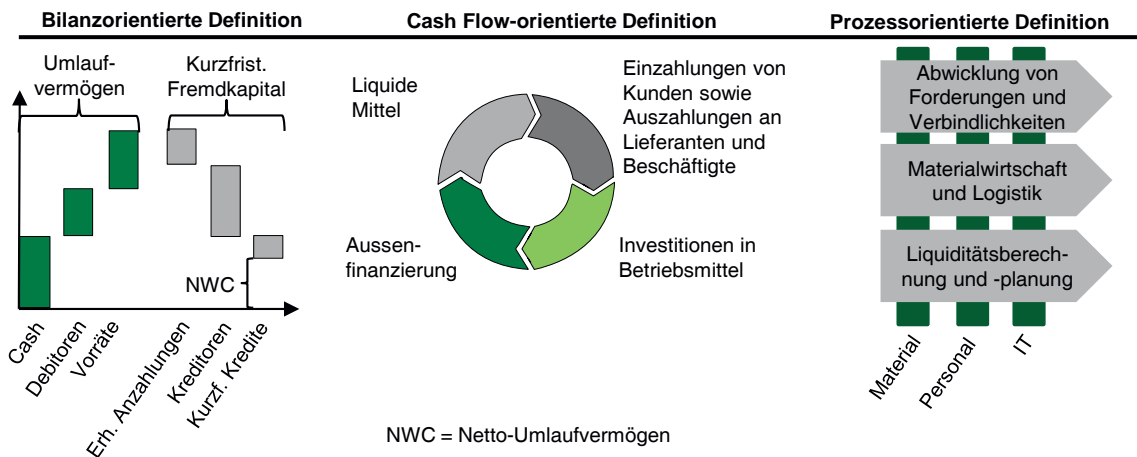 Bilanzorientierte Definition
Umlauf-
vermögen
Kurzfrist.
Fremdkapital
NWC
Cash
Debitoren
Vorräte
Erh. Anzahlungen
Kreditoren
Kurzf. Kredite
Cash Flow-orientierte Definition
Liquide
Mittel
Einzahlungen von
Kunden sowie
Auszahlungen an
Lieferanten und
Beschäftigte
Aussen-
finanzierung
Investitionen in
Betriebsmittel
NWC = Netto-Umlaufvermögen
Prozessorientierte Definition
Abwicklung von
Forderungen und
Verbindlichkeiten
Materialwirtschaft
und Logistik
Liquiditätsberech-
nung und -planung
Material
Personal
IT